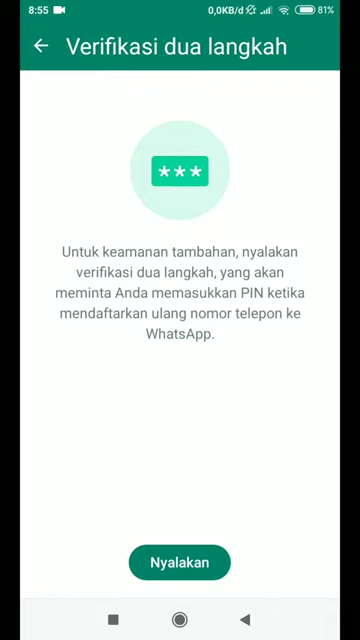 8:55 0,0KB/d 81%
Verifikasi dua langkah
***
Untuk keamanan tambahan, nyalakan
verifikasi dua langkah, yang akan
meminta Anda memasukkan PIN ketika
mendaftarkan ulang nomor telepon ke
WhatsApp.
Nyalakan